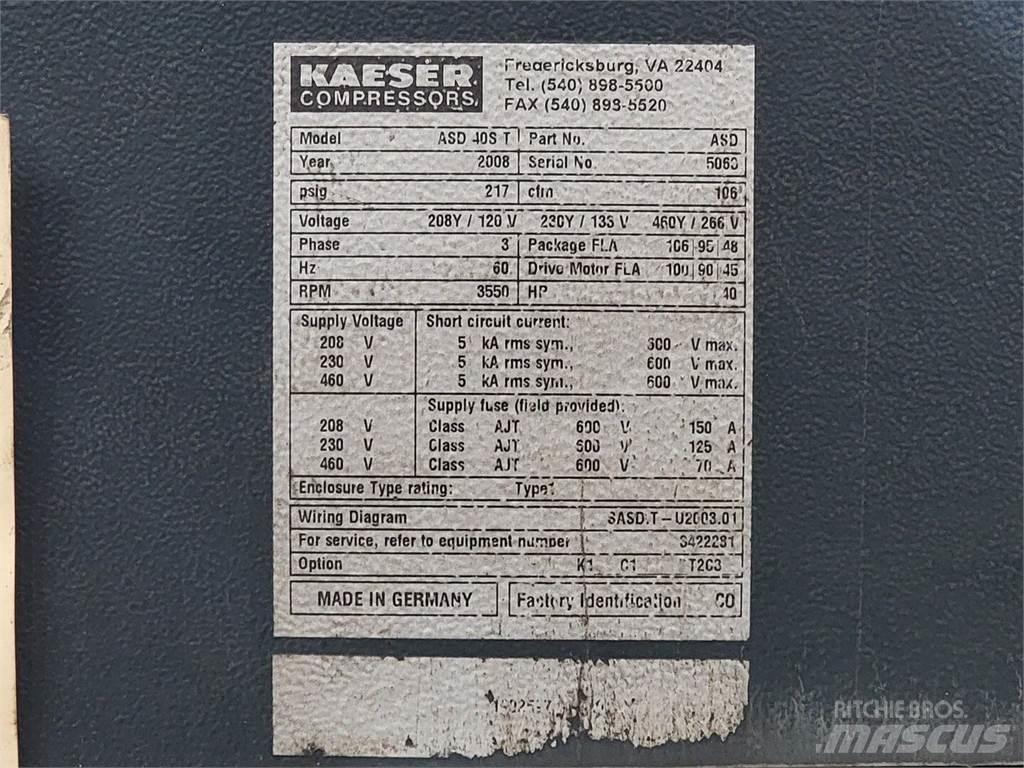 KAESER
COMPRESSORS
Fredericksburg, VA 22404
Tel. (540) 898-5500
FAX (540) 898-5520
Model ASD 40S T Part No. ASD
Year 2008 Serial No. 5060
psig 217 cfm 106
Voltage 208Y / 120 V 230Y / 133 V 460Y / 266 V
Phase 3 Package FLA 106 95 48
Hz 60 Drive Motor FLA 100 90 45
RPM 3550 HP 40
Supply Voltage Short circuit current:
208 V 5 kA rms sym., 600 V max.
230 V 5 kA rms sym., 600 V max.
460 V 5 kA rms sym., 600 V max.
Supply fuse (field provided):
208 V Class AJT 600 V 150 A
230 V Class AJT 600 V 125 A
460 V Class AJT 600 V 70 A
Enclosure Type rating: Type1
Wiring Diagram SASD.T – U2003.01
For service, refer to equipment number
Option K1 C1 T2C3
MADE IN GERMANY Factory Identification
RITCHIE BROS.
MASCUS